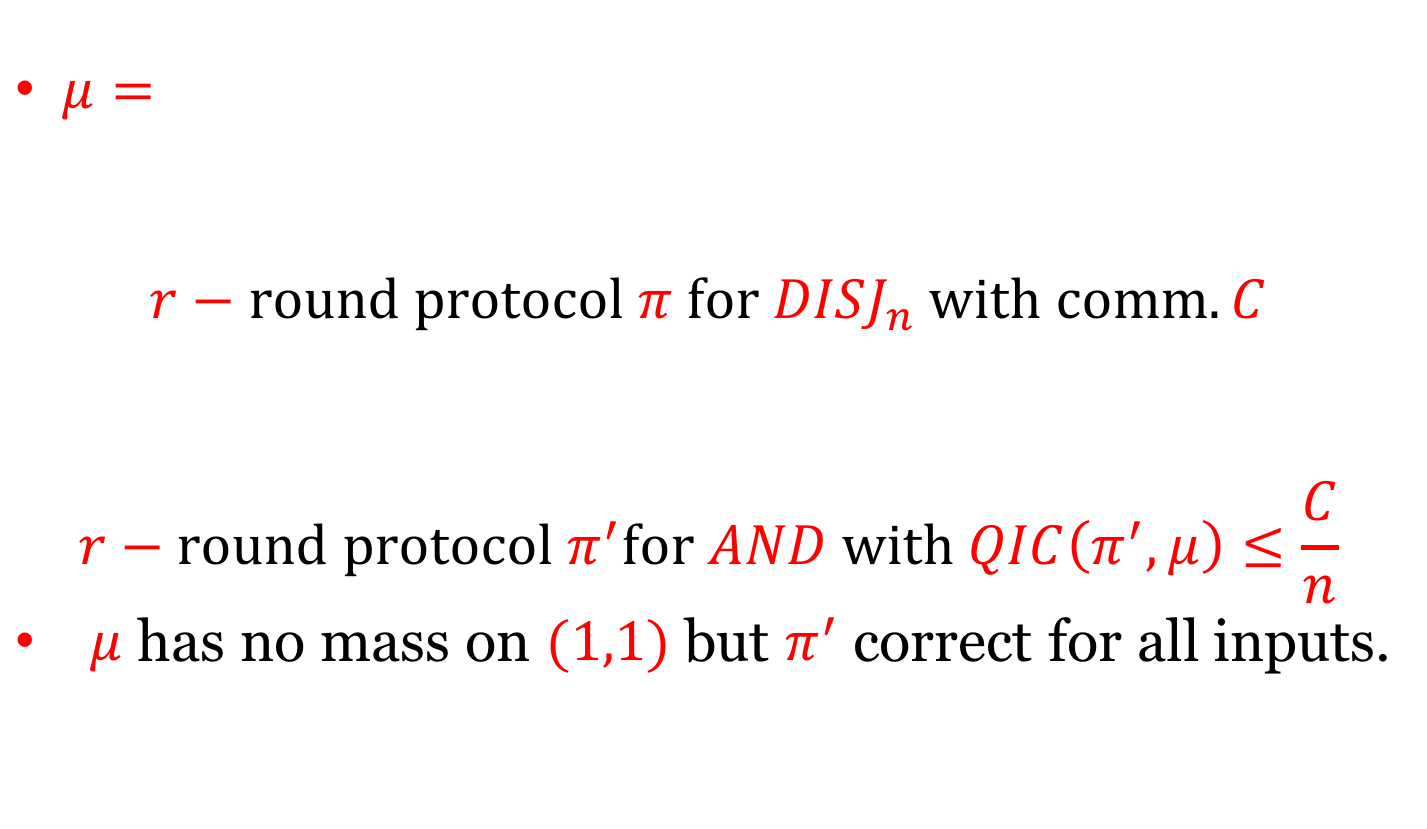 • μ =
r − round protocol π for DISJₙ with comm. C
r − round protocol π′for AND with QIC(π′, μ) ≤ C/n
• μ has no mass on (1,1) but π′ correct for all inputs.